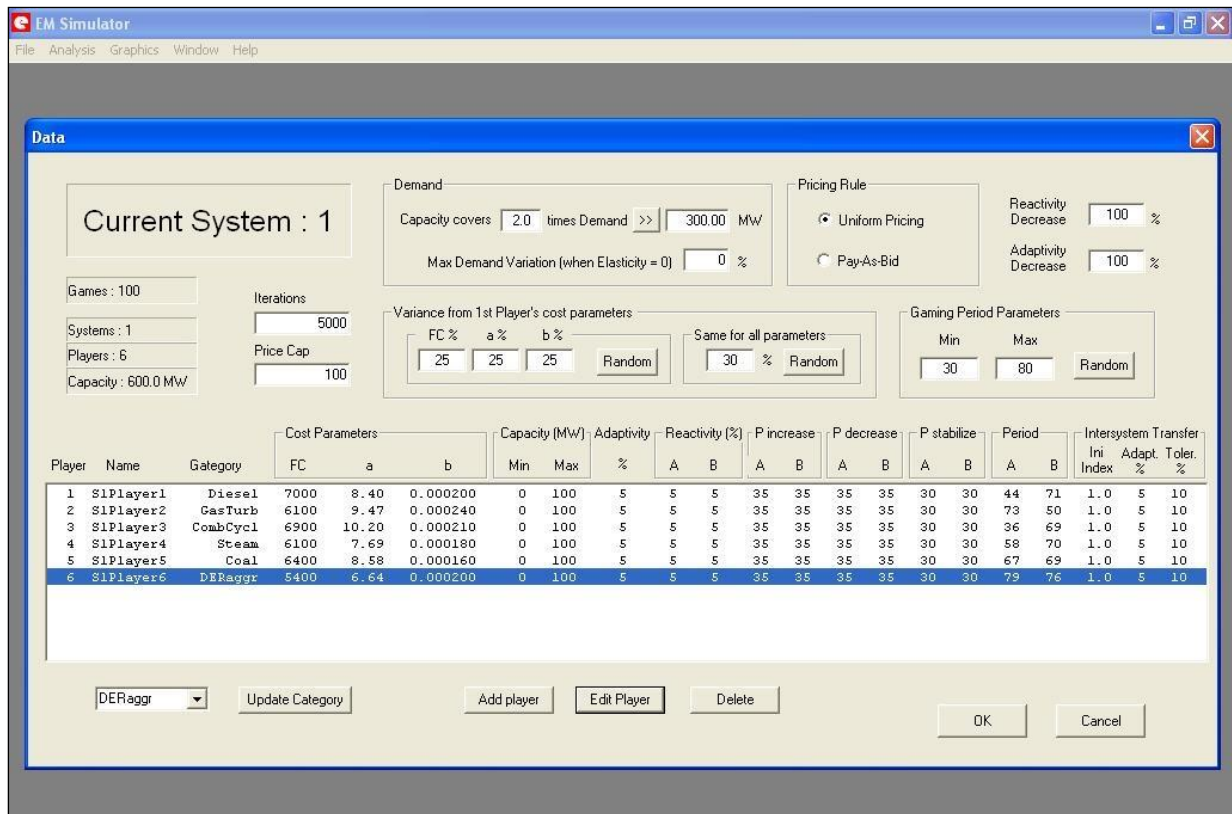 EM Simulator
File Analysis Graphics Window Help
Data
Current System : 1
Demand
Capacity covers 2.0 times Demand >> 300.00 MW
Max Demand Variation (when Elasticity = 0) 0 %
Pricing Rule
Uniform Pricing
Pay-As-Bid
Reactivity Decrease 100 %
Adaptivity Decrease 100 %
Games : 100
Systems : 1
Players : 6
Capacity : 600.0 MW
Iterations
5000
Price Cap
100
Variance from 1st Player's cost parameters
FC % a % b %
25 25 25 Random
Same for all parameters
30 % Random
Gaming Period Parameters
Min Max
30 80 Random
Cost Parameters Capacity (MW) Adaptivity Reactivity (%) P increase P decrease P stabilize Period Intersystem Transfer
Player Name Gategory FC a b Min Max % A B A B A B A B A B Ini Index Adapt. % Toler. %
1 S1Player1 Diesel 7000 8.40 0.000200 0 100 5 5 5 35 35 35 35 30 30 44 71 1.0 5 10
2 S1Player2 GasTurb 6100 9.47 0.000240 0 100 5 5 5 35 35 35 35 30 30 73 50 1.0 5 10
3 S1Player3 CombCycl 6900 10.20 0.000210 0 100 5 5 5 35 35 35 35 30 30 36 69 1.0 5 10
4 S1Player4 Steam 6100 7.69 0.000180 0 100 5 5 5 35 35 35 35 30 30 58 70 1.0 5 10
5 S1Player5 Coal 6400 8.58 0.000160 0 100 5 5 5 35 35 35 35 30 30 67 69 1.0 5 10
6 S1Player6 DERaggr 5400 6.64 0.000200 0 100 5 5 5 35 35 35 35 30 30 79 76 1.0 5 10
DERaggr Update Category Add player Edit Player Delete
OK Cancel